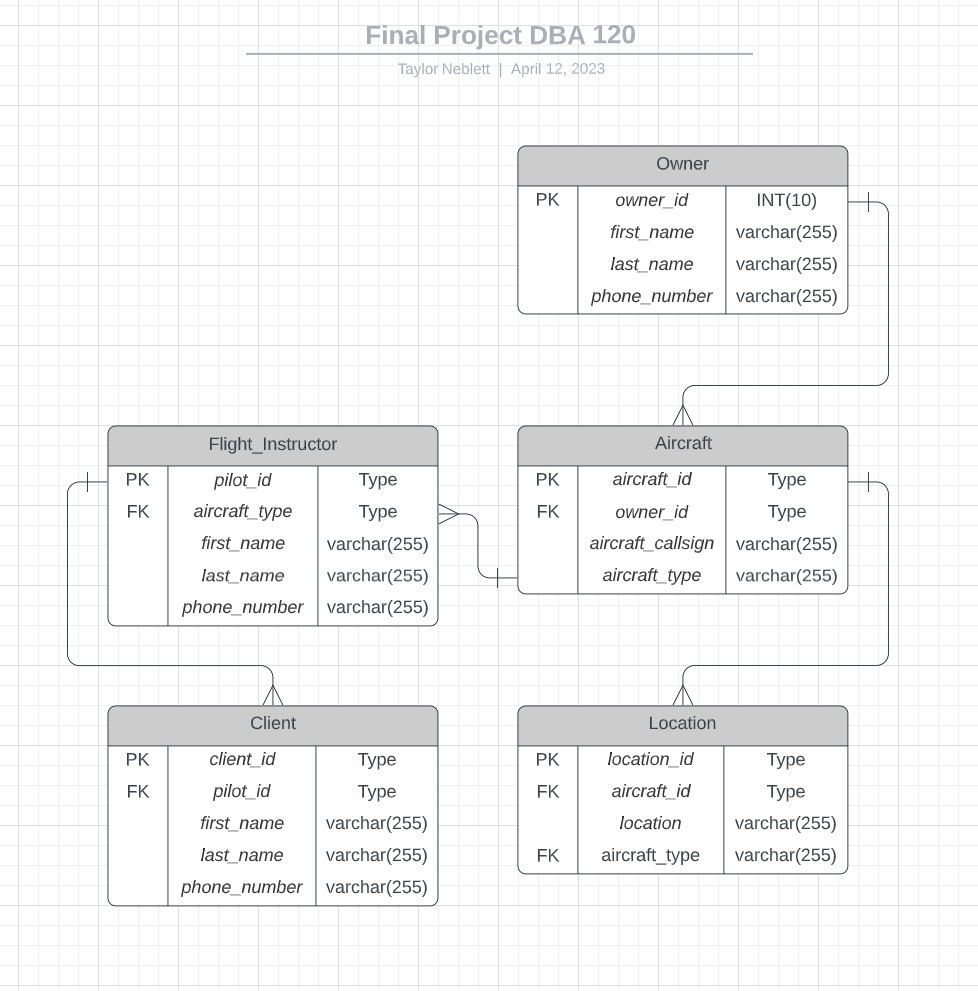 Final Project DBA 120
Taylor Neblett | April 12, 2023
Owner
PK owner_id INT(10)
first_name varchar(255)
last_name varchar(255)
phone_number varchar(255)
Flight_Instructor
PK pilot_id Type
FK aircraft_type Type
first_name varchar(255)
last_name varchar(255)
phone_number varchar(255)
Aircraft
PK aircraft_id Type
FK owner_id Type
aircraft_callsign varchar(255)
aircraft_type varchar(255)
Client
PK client_id Type
FK pilot_id Type
first_name varchar(255)
last_name varchar(255)
phone_number varchar(255)
Location
PK location_id Type
FK aircraft_id Type
location varchar(255)
FK aircraft_type varchar(255)